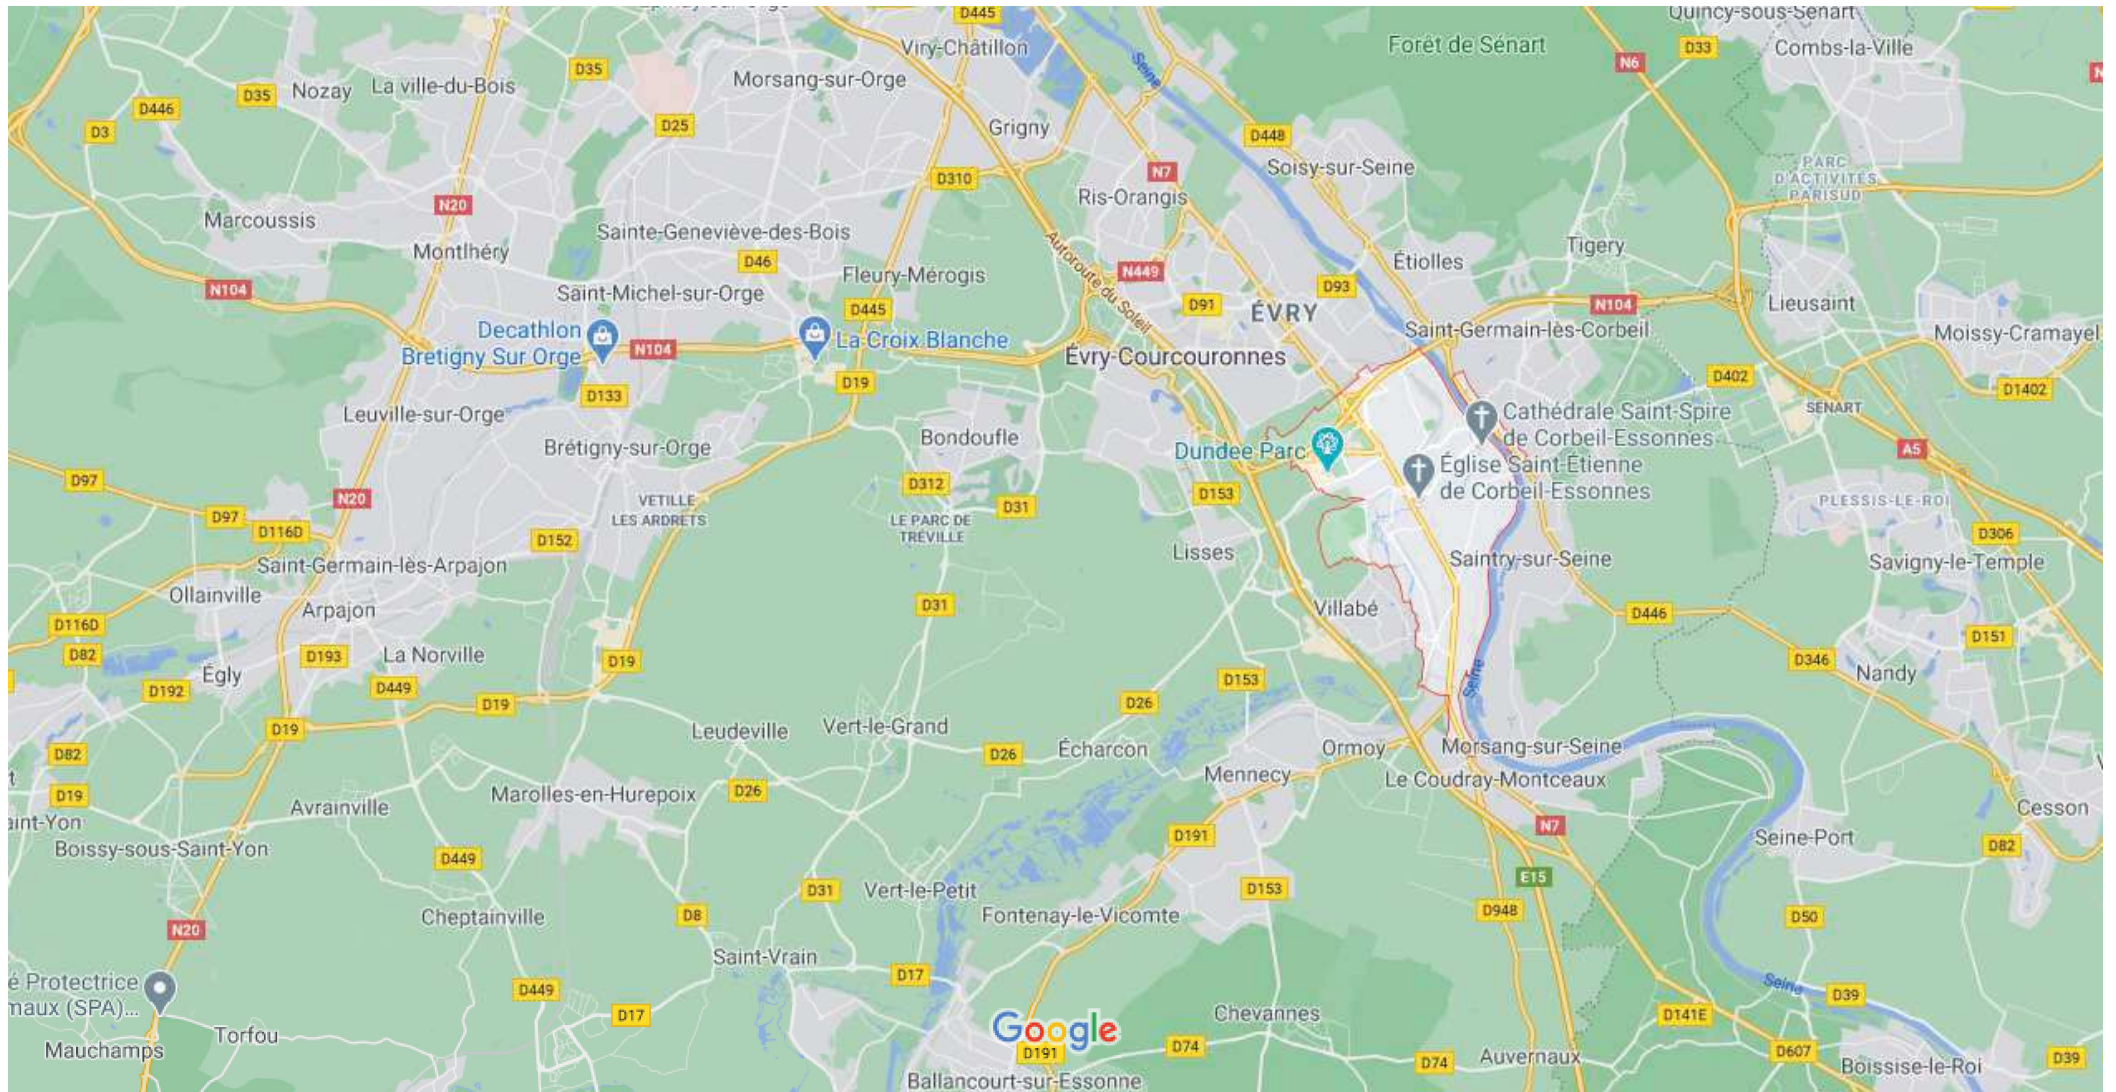 D445
Quincy-sous-Sénart
Viry-Châtillon
Forêt de Sénart
D33
Combs-la-Ville
N6
Seine
D35
La ville-du-Bois
Morsang-sur-Orge
Nozay
D35
D446
D3
D25
Grigny
D448
Soisy-sur-Seine
PARC
D'ACTIVITÉS
PARISUD
N7
D310
Ris-Orangis
N20
Marcoussis
Sainte-Geneviève-des-Bois
Montlhéry
D46
Autoroute du Soleil
Tigery
Étiolles
Fleury-Mérogis
N449
N104
Saint-Michel-sur-Orge
D93
D91
N104
Lieusaint
D445
ÉVRY
Decathlon
Bretigny Sur Orge
N104
La Croix Blanche
Saint-Germain-lès-Corbeil
Moissy-Cramayel
Évry-Courcouronnes
D402
D19
D1402
D133
Leuville-sur-Orge
SÉNART
Cathédrale Saint-Spire
de Corbeil-Essonnes
Bondoufle
Brétigny-sur-Orge
Dundee Parc
A5
Église Saint-Étienne
de Corbeil-Essonnes
D97
D312
D153
N20
VETILLE
LES ARDRETS
D31
PLESSIS-LE-ROI
D97
LE PARC DE
TRÉVILLE
D116D
D306
D152
Lisses
Saintry-sur-Seine
Savigny-le-Temple
Saint-Germain-lès-Arpajon
Ollainville
Arpajon
D31
Villabé
D446
D116D
D151
D82
D193
La Norville
D19
D346
Égly
Nandy
Seine
D153
D192
D449
D19
D26
D19
Leudeville
Vert-le-Grand
D82
D26
Écharcon
Ormoy
Morsang-sur-Seine
Mennecy
Le Coudray-Montceaux
D19
Marolles-en-Hurepoix
D26
Avrainville
Cesson
aint-Yon
N7
D191
Seine-Port
D82
Boissy-sous-Saint-Yon
D449
E15
D31
Vert-le-Petit
D153
D948
D50
Cheptainville
D8
Fontenay-le-Vicomte
N20
Saint-Vrain
D17
Seine
é Protectrice
maux (SPA)...
D449
D39
D17
Chevannes
D141E
Google
Torfou
Mauchamps
D191
D74
D74
Auvernaux
D607
Boissise-le-Roi
D39
Ballancourt-sur-Essonne